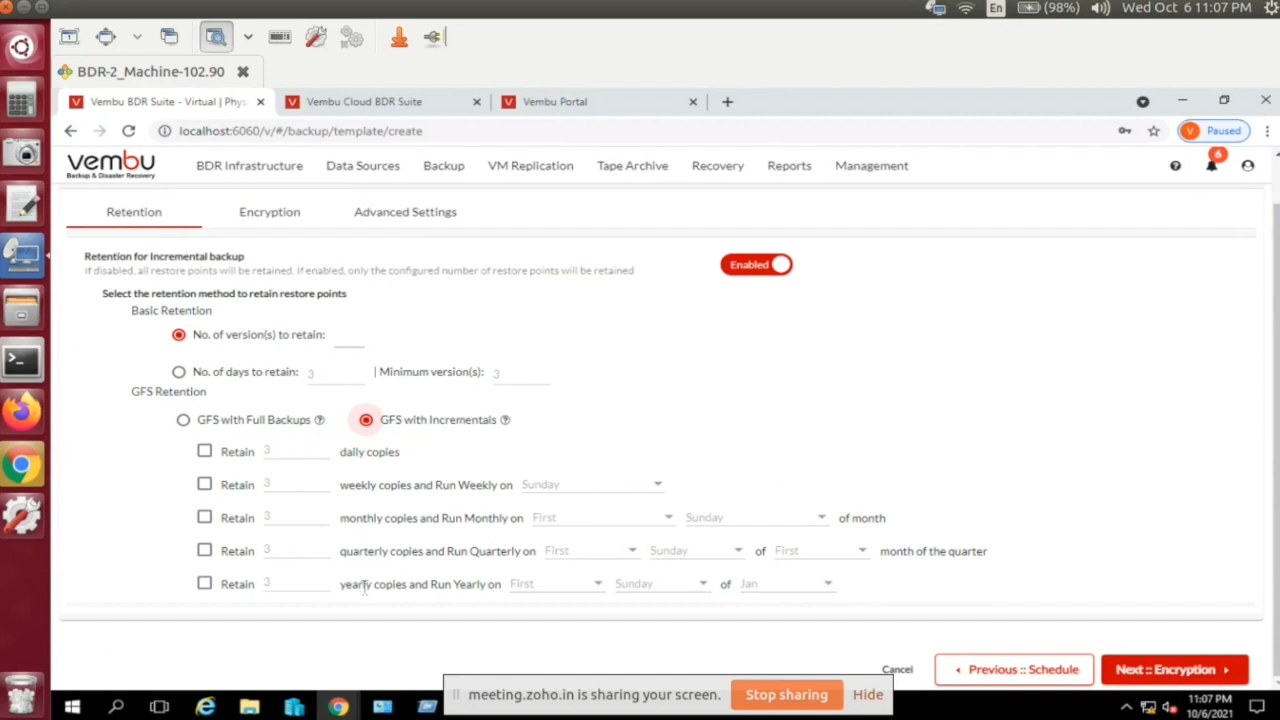 En (98%) Wed Oct 6 11:07 PM
BDR-2_Machine-102.90
Vembu BDR Suite - Virtual | Phys Vembu Cloud BDR Suite Vembu Portal
localhost:6060/v/#/backup/template/create V Paused
vembu BDR Infrastructure Data Sources Backup VM Replication Tape Archive Recovery Reports Management 6
Backup & Disaster Recovery
Retention Encryption Advanced Settings
Retention for Incremental backup Enabled
If disabled, all restore points will be retained. If enabled, only the configured number of restore points will be retained
Select the retention method to retain restore points
Basic Retention
No. of version(s) to retain:
No. of days to retain: 3 | Minimum version(s): 3
GFS Retention
GFS with Full Backups GFS with Incrementals
Retain 3 daily copies
Retain 3 weekly copies and Run Weekly on Sunday
Retain 3 monthly copies and Run Monthly on First Sunday of month
Retain 3 quarterly copies and Run Quarterly on First Sunday of First month of the quarter
Retain 3 yearly copies and Run Yearly on First Sunday of Jan
Cancel Previous :: Schedule Next :: Encryption
meeting.zoho.in is sharing your screen. Stop sharing Hide
11:07 PM
10/6/2021